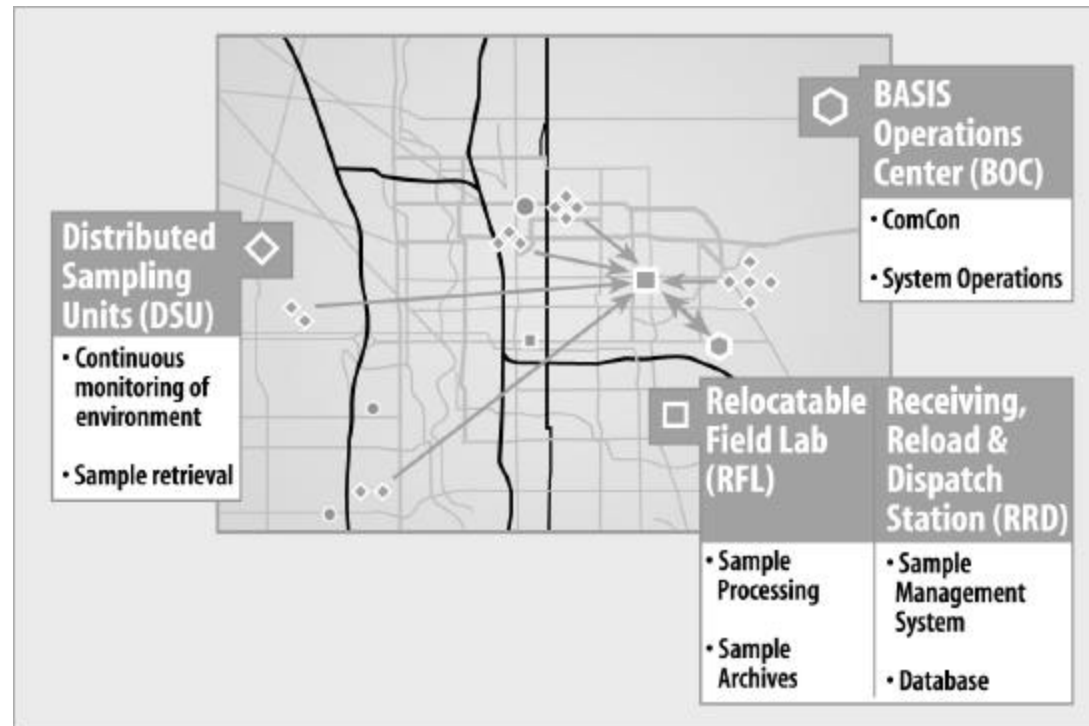 Distributed
Sampling
Units (DSU)
• Continuous
monitoring of
environment
• Sample retrieval
BASIS
Operations
Center (BOC)
• ComCon
• System Operations
Relocatable
Field Lab
(RFL)
• Sample
Processing
• Sample
Archives
Receiving,
Reload &
Dispatch
Station (RRD)
• Sample
Management
System
• Database